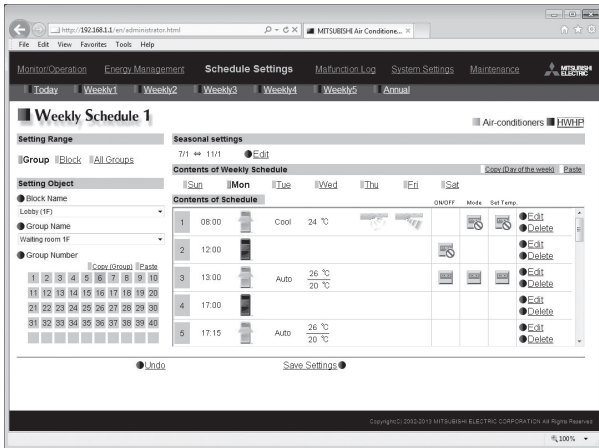 http://192.168.1.1/en/administrator.html
MITSUBISHI Air Conditione...
File Edit View Favorites Tools Help
Monitor/Operation Energy Management Schedule Settings Malfunction Log System Settings Maintenance MITSUBISHI ELECTRIC
Today Weekly1 Weekly2 Weekly3 Weekly4 Weekly5 Annual
Weekly Schedule 1
Air-conditioners HWHP
Setting Range
Group Block All Groups
Setting Object
Block Name
Lobby (1F)
Group Name
Waiting room 1F
Group Number
Copy (Group) Paste
1 2 3 4 5 6 7 8 9 10
11 12 13 14 15 16 17 18 19 20
21 22 23 24 25 26 27 28 29 30
31 32 33 34 35 36 37 38 39 40
Seasonal settings
7/1 ⇔ 11/1 Edit
Contents of Weekly Schedule Copy (Day of the week) Paste
Sun Mon Tue Wed Thu Fri Sat
Contents of Schedule ON/OFF Mode Set Temp.
1 08:00 Cool 24 ℃ Edit
Delete
2 12:00 Edit
Delete
3 13:00 Auto 26 ℃
20 ℃ Edit
Delete
4 17:00 Edit
Delete
5 17:15 Auto 26 ℃
20 ℃ Edit
Delete
Undo Save Settings
Copyright(C) 2002-2013 MITSUBISHI ELECTRIC CORPORATION All Rights Reserved
100%